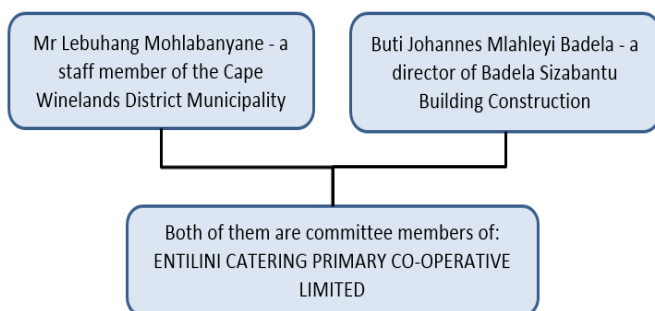 Mr Lebuhang Mohlabanyane - a
staff member of the Cape
Winelands District Municipality
Buti Johannes Mlahleyi Badela - a
director of Badela Sizabantu
Building Construction
Both of them are committee members of:
ENTILINI CATERING PRIMARY CO-OPERATIVE
LIMITED